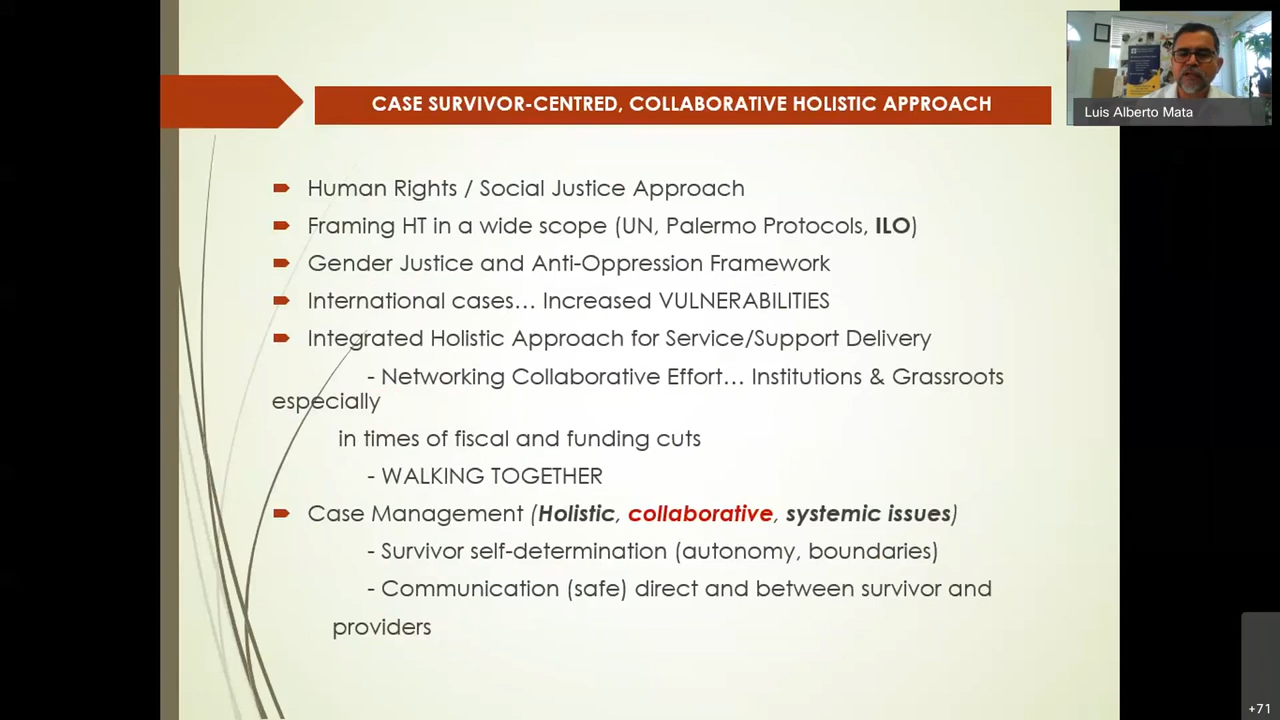 CASE SURVIVOR-CENTRED, COLLABORATIVE HOLISTIC APPROACH
Luis Alberto Mata
Human Rights / Social Justice Approach
Framing HT in a wide scope (UN, Palermo Protocols, ILO)
Gender Justice and Anti-Oppression Framework
International cases… Increased VULNERABILITIES
Integrated Holistic Approach for Service/Support Delivery
- Networking Collaborative Effort… Institutions & Grassroots
especially
in times of fiscal and funding cuts
- WALKING TOGETHER
Case Management (Holistic, collaborative, systemic issues)
- Survivor self-determination (autonomy, boundaries)
- Communication (safe) direct and between survivor and
providers
+71